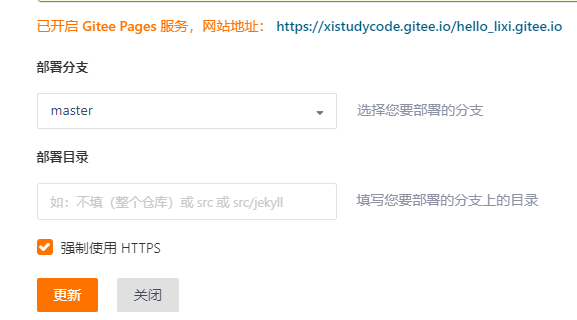 已开启 Gitee Pages 服务，网站地址： https://xistudycode.gitee.io/hello_lixi.gitee.io
部署分支
master 选择您要部署的分支
部署目录
如：不填（整个仓库）或 src 或 src/jekyll 填写您要部署的分支上的目录
强制使用 HTTPS
更新 关闭